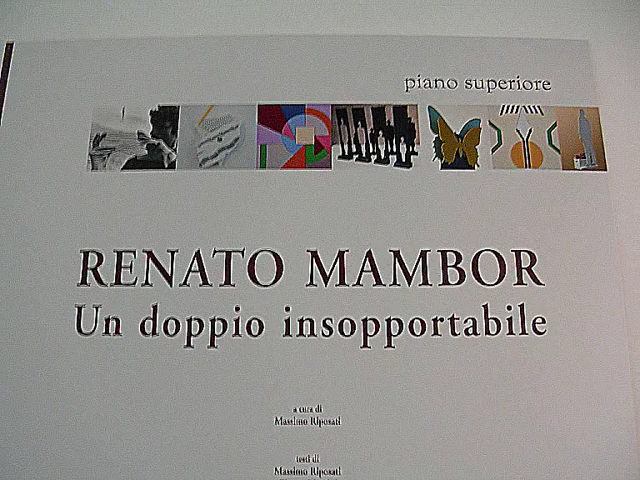 piano superiore
RENATO MAMBOR
Un doppio insopportabile
a cura di
Massimo Riposati
testi di
Massimo Riposati